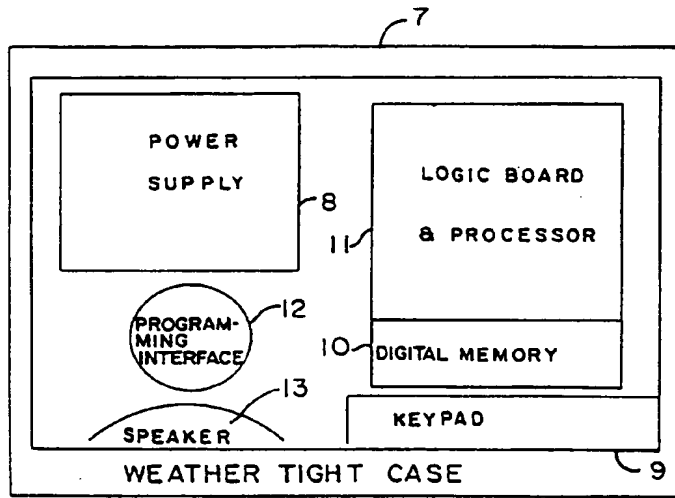 7
POWER
SUPPLY
8
LOGIC BOARD
& PROCESSOR
11
PROGRAM-
MING
INTERFACE
12
10
DIGITAL MEMORY
13
SPEAKER
KEYPAD
9
WEATHER TIGHT CASE